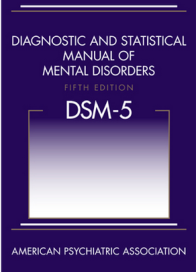 DIAGNOSTIC AND STATISTICAL
MANUAL OF
MENTAL DISORDERS
FIFTH EDITION
DSM-5
AMERICAN PSYCHIATRIC ASSOCIATION